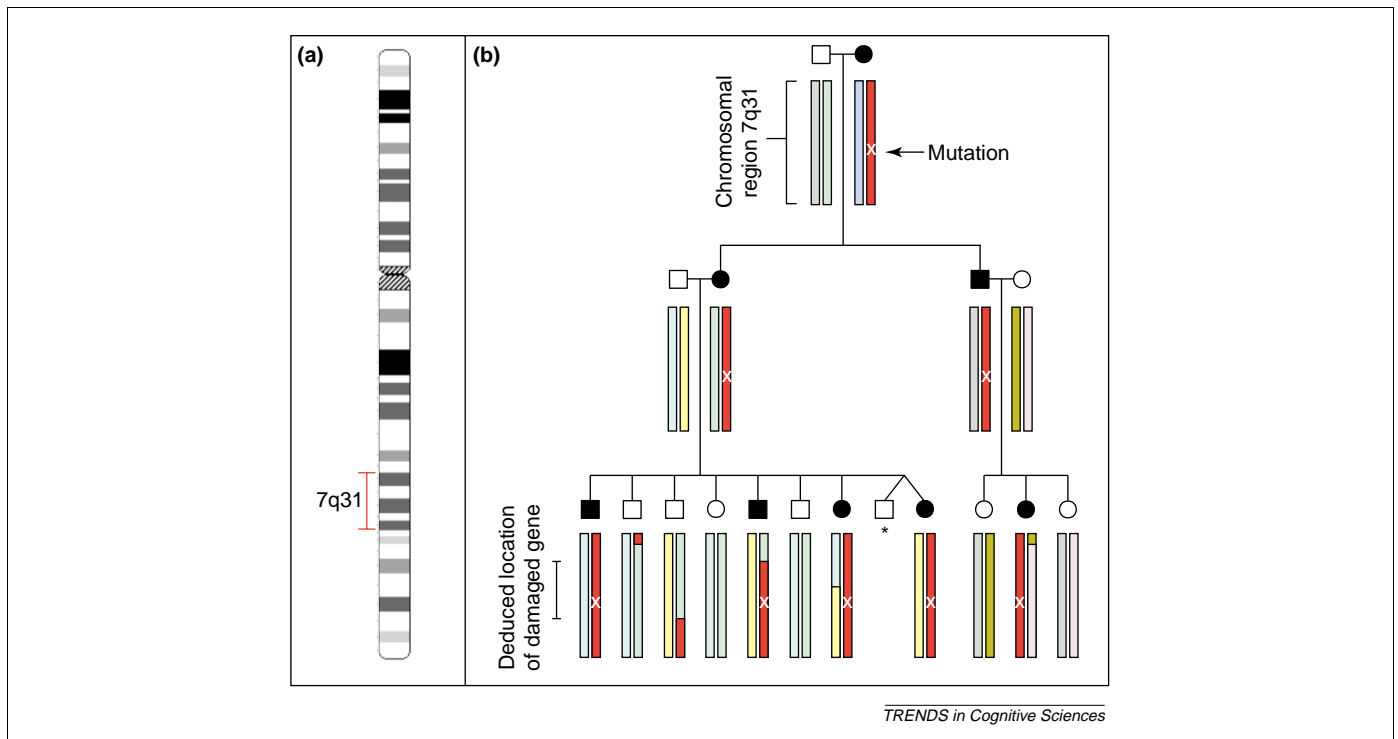 (a)
7q31
(b)
Chromosomal
region 7q31
X
Mutation
X
X
*
Deduced location
of damaged gene
X
X
X
X
X
TRENDS in Cognitive Sciences